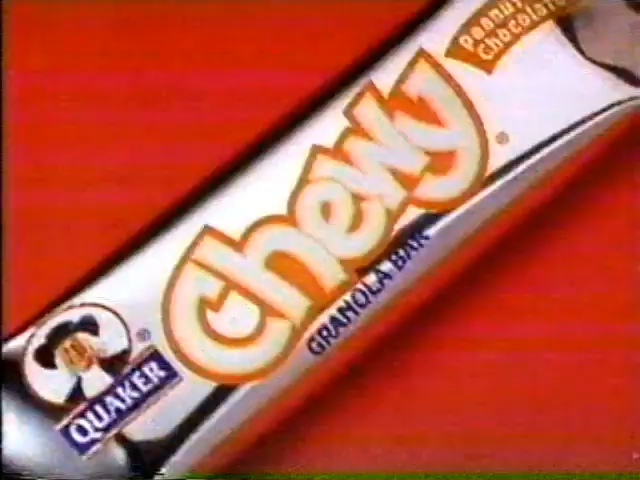 Peanut
Chocolate
Chewy
GRANOLA BAR
QUAKER